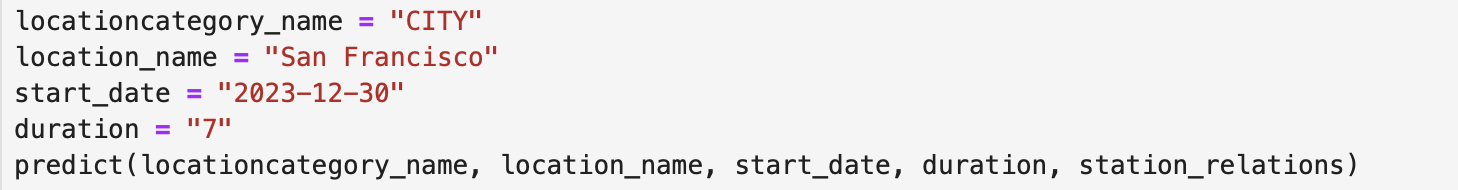 locationcategory_name = "CITY"
location_name = "San Francisco"
start_date = "2023-12-30"
duration = "7"
predict(locationcategory_name, location_name, start_date, duration, station_relations)